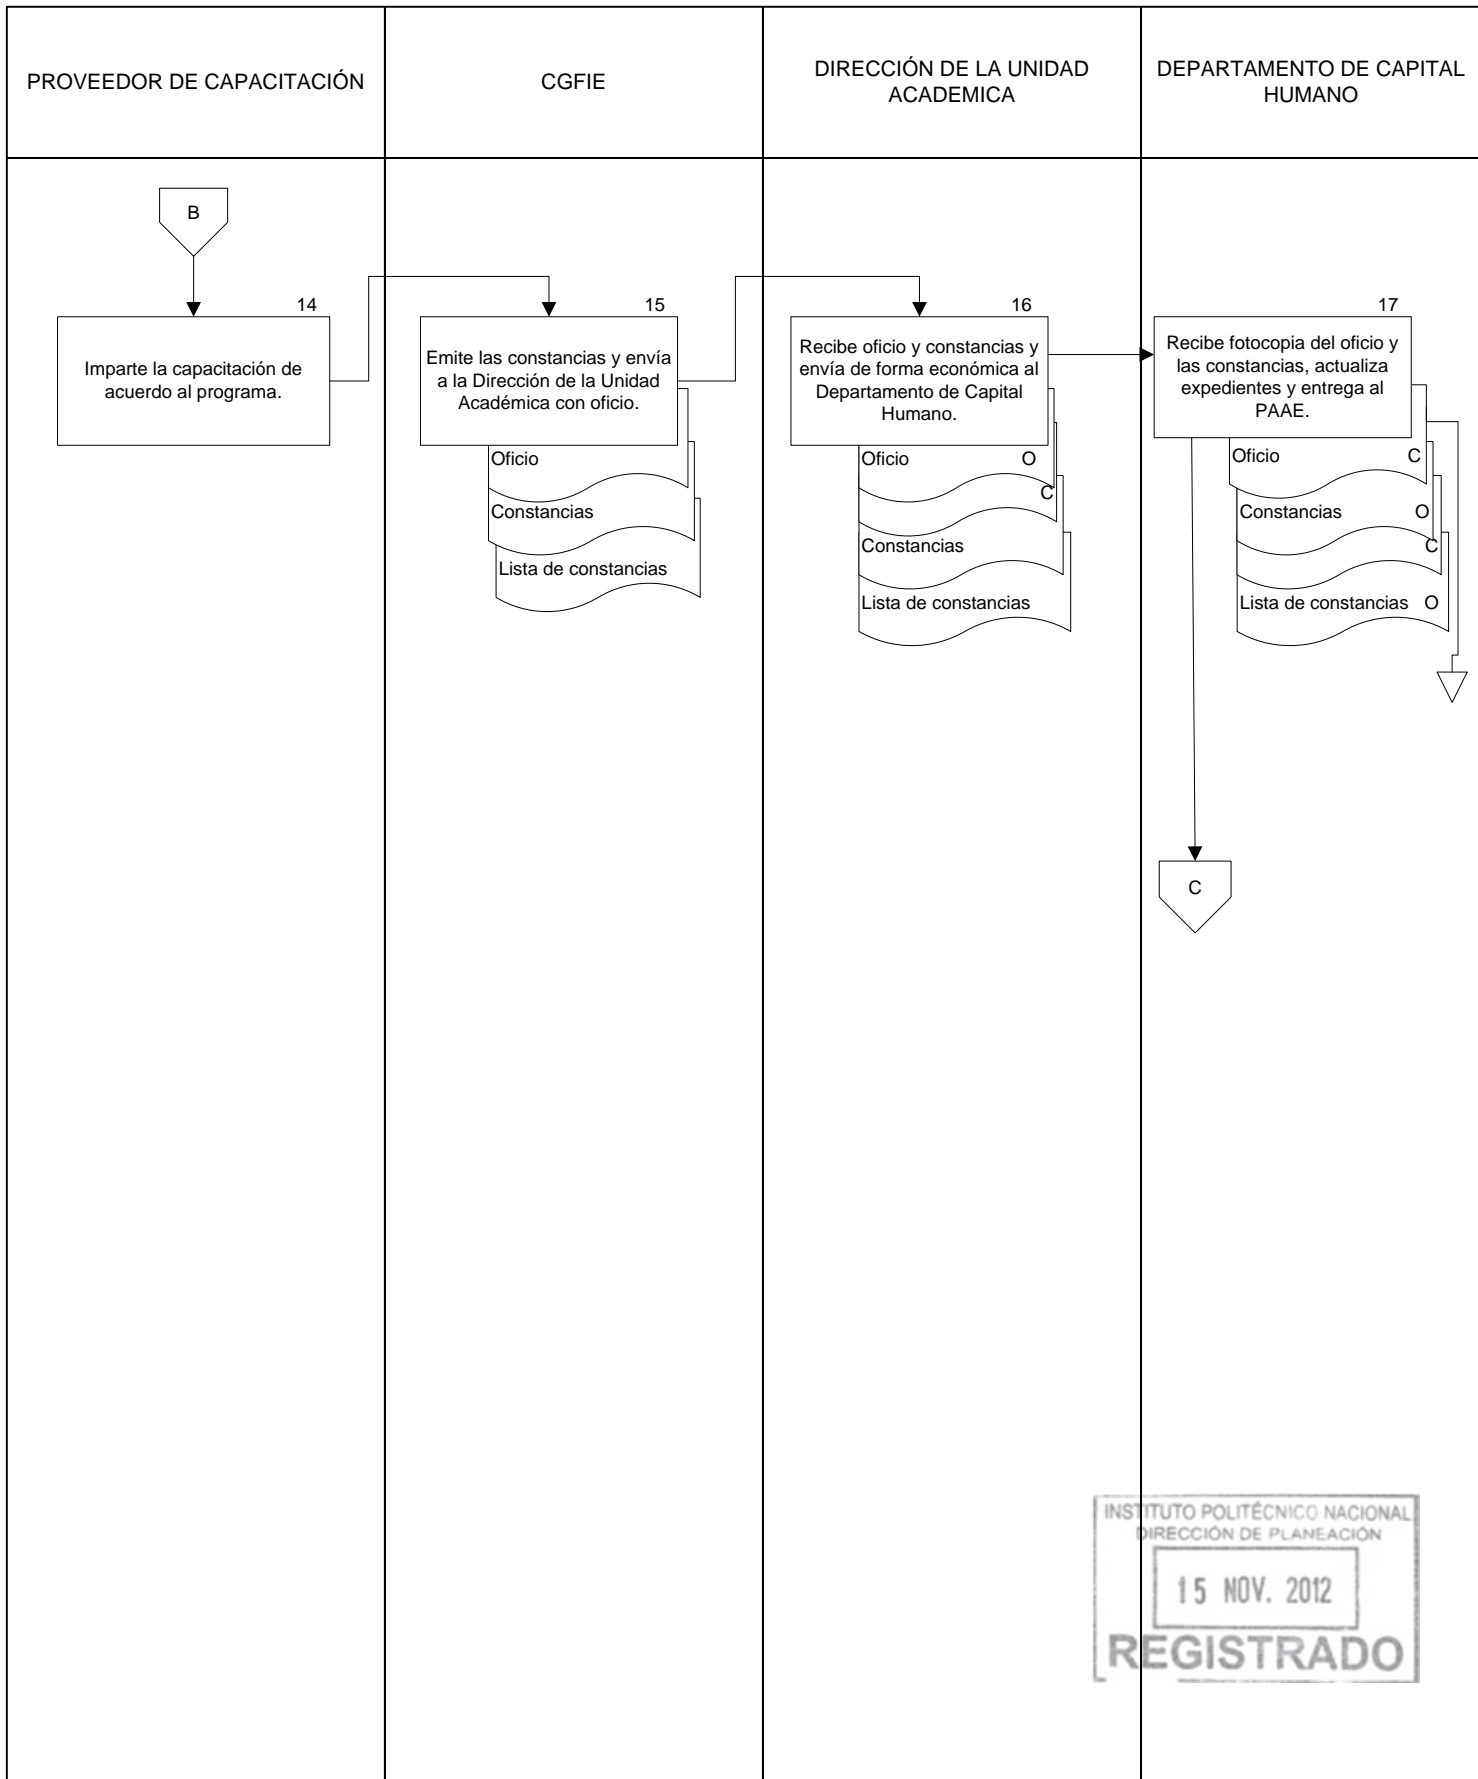 PROVEEDOR DE CAPACITACIÓN
CGFIE
DIRECCIÓN DE LA UNIDAD
ACADEMICA
DEPARTAMENTO DE CAPITAL
HUMANO
B
14
Imparte la capacitación de
acuerdo al programa.
15
Emite las constancias y envía
a la Dirección de la Unidad
Académica con oficio.
Oficio
Constancias
Lista de constancias
16
Recibe oficio y constancias y
envía de forma económica al
Departamento de Capital
Humano.
Oficio O
C
Constancias
Lista de constancias
17
Recibe fotocopia del oficio y
las constancias, actualiza
expedientes y entrega al
PAAE.
Oficio C
Constancias O
C
Lista de constancias O
C
INSTITUTO POLITÉCNICO NACIONAL
DIRECCIÓN DE PLANEACIÓN
15 NOV. 2012
REGISTRADO